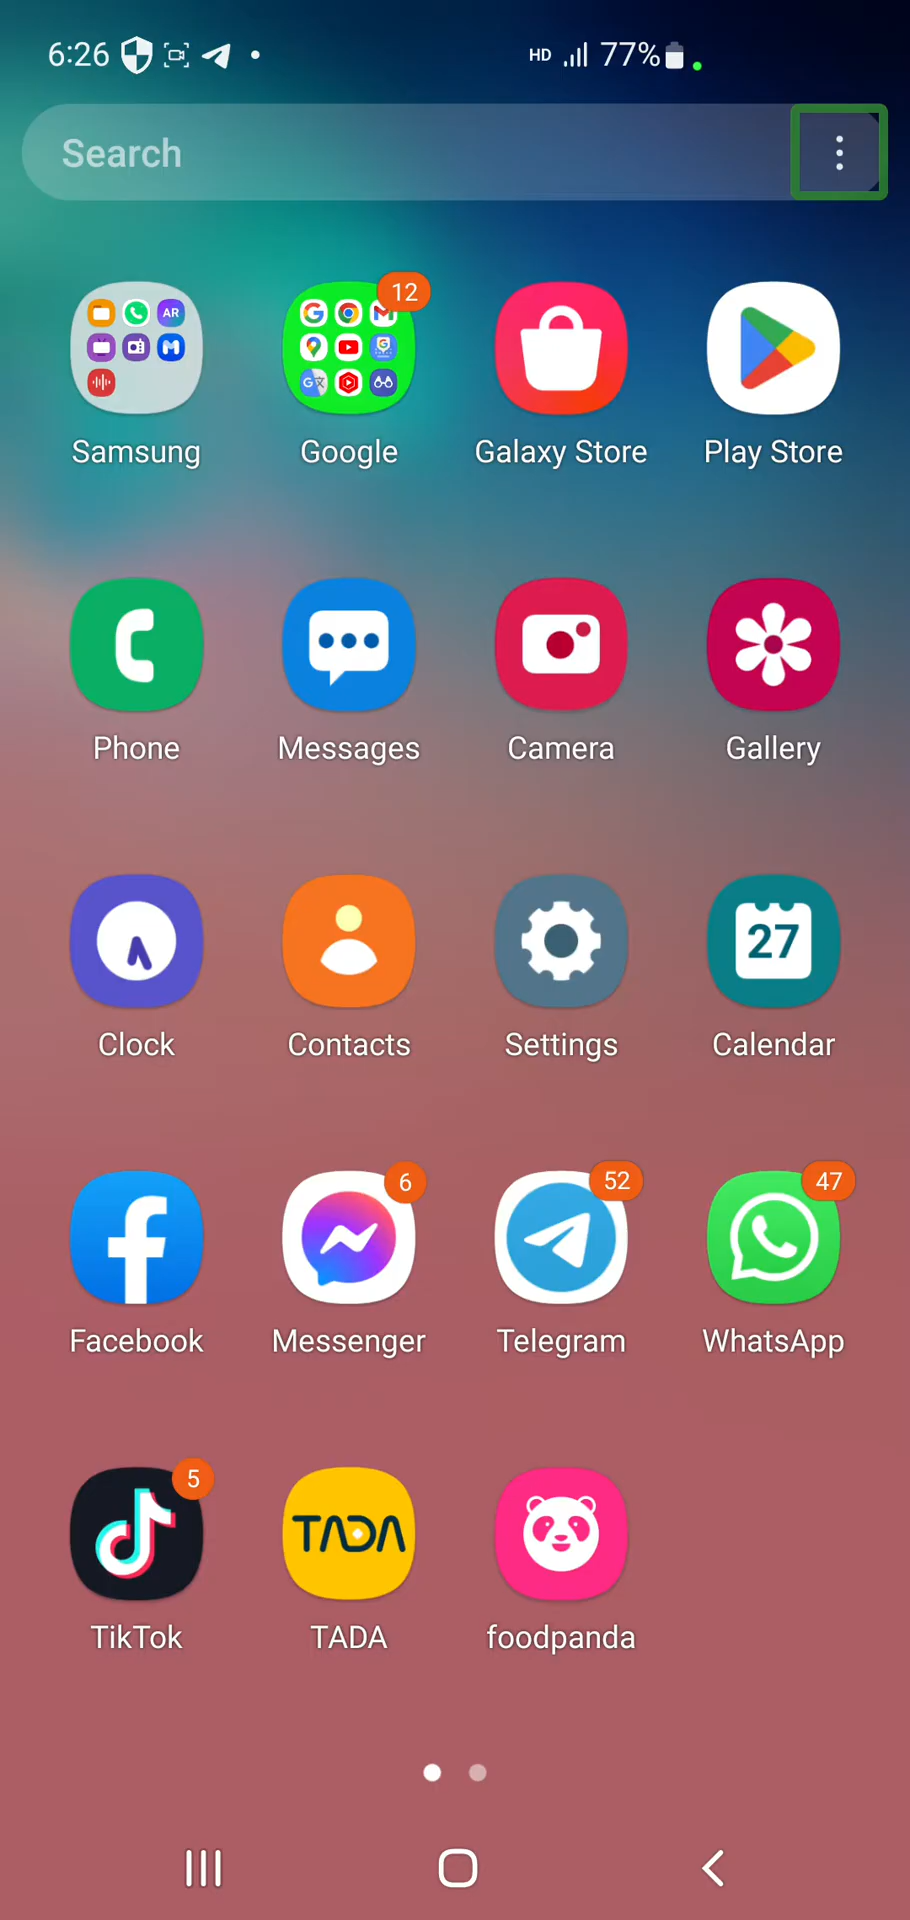 6:26 HD 77%
Search
AR
12
Samsung Google Galaxy Store Play Store
Phone Messages Camera Gallery
27
Clock Contacts Settings Calendar
6 52 47
Facebook Messenger Telegram WhatsApp
5
TADA
TikTok TADA foodpanda